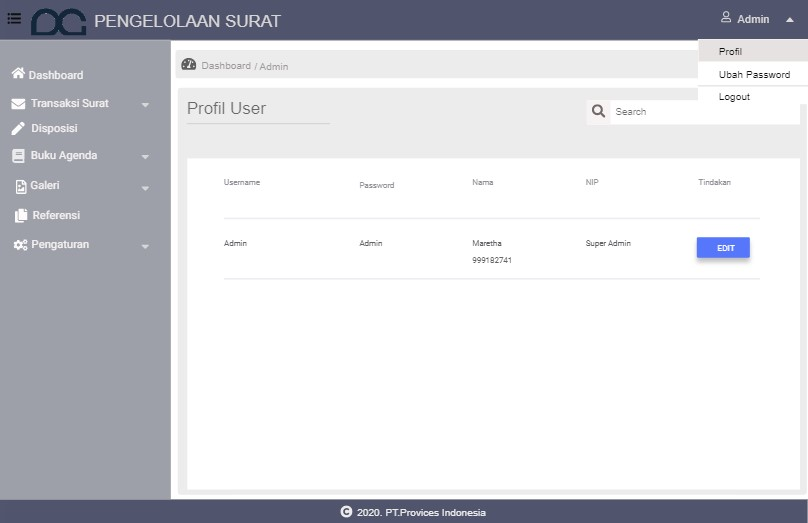 PENGELOLAAN SURAT
Admin
Profil
Ubah Password
Logout
Dashboard
Transaksi Surat
Disposisi
Buku Agenda
Galeri
Referensi
Pengaturan
Dashboard / Admin
Profil User
Search
Username Password Nama NIP Tindakan
Admin Admin Maretha Super Admin EDIT
999182741
2020. PT.Provices Indonesia